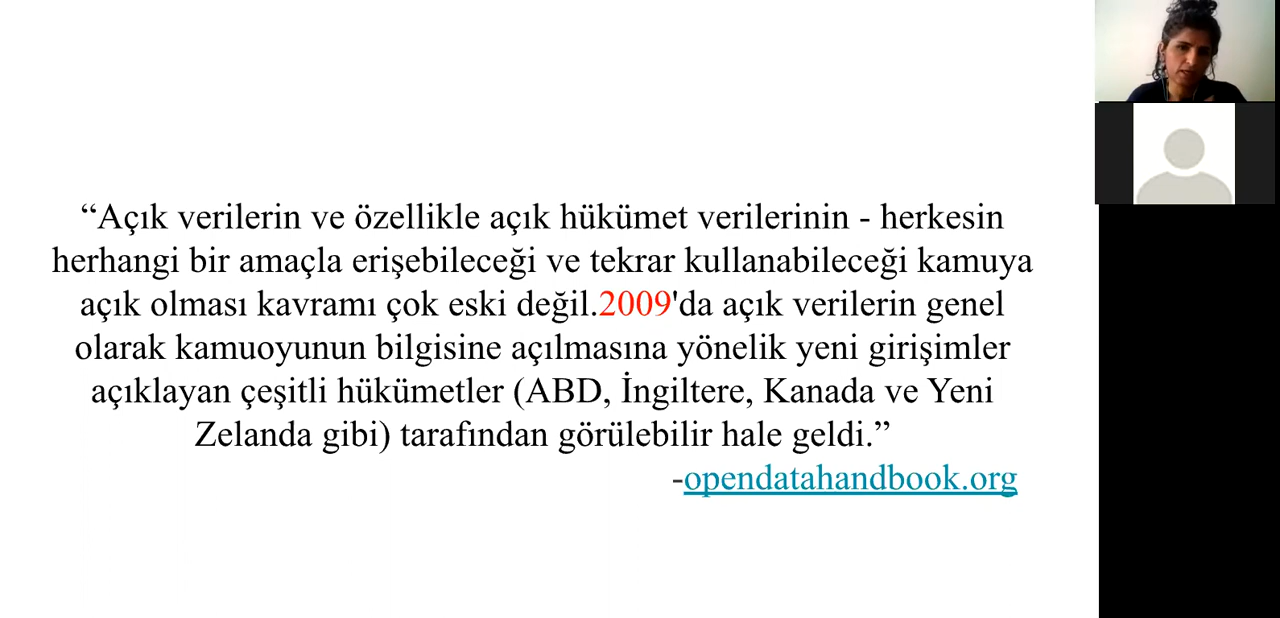 “Açık verilerin ve özellikle açık hükümet verilerinin - herkesin
herhangi bir amaçla erişebileceği ve tekrar kullanabileceği kamuya
açık olması kavramı çok eski değil.2009'da açık verilerin genel
olarak kamuoyunun bilgisine açılmasına yönelik yeni girişimler
açıklayan çeşitli hükümetler (ABD, İngiltere, Kanada ve Yeni
Zelanda gibi) tarafından görülebilir hale geldi.”
-opendatahandbook.org